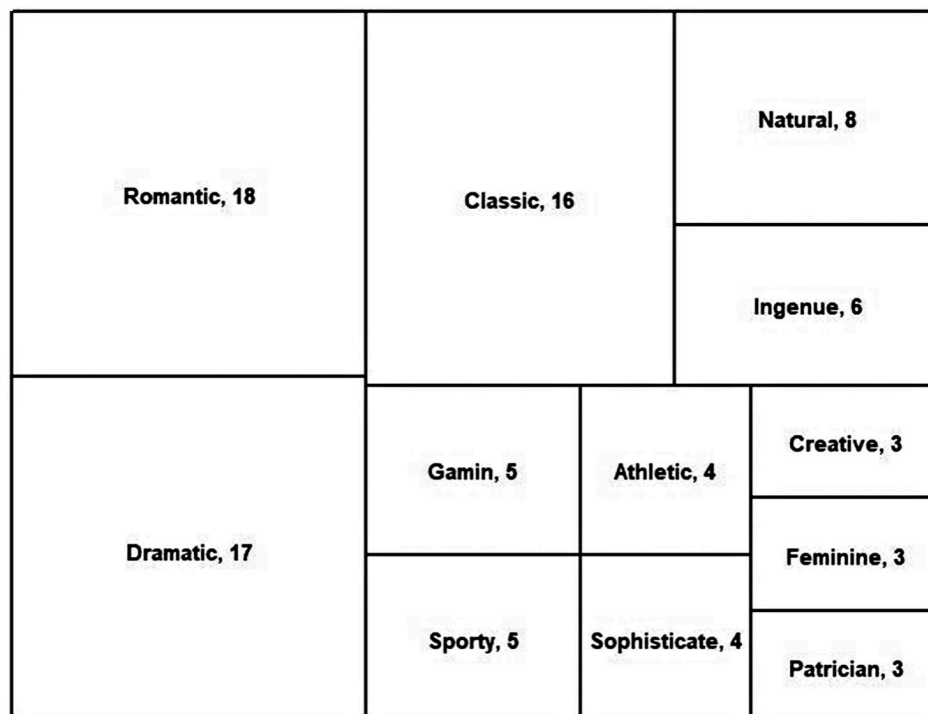 Romantic, 18
Classic, 16
Natural, 8
Ingenue, 6
Dramatic, 17
Gamin, 5
Athletic, 4
Creative, 3
Feminine, 3
Sporty, 5
Sophisticate, 4
Patrician, 3